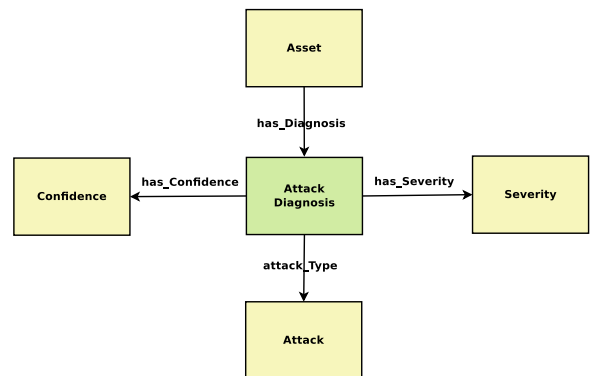 Asset
has_Diagnosis
has_Confidence
has_Severity
Confidence
Attack
Diagnosis
Severity
attack_Type
Attack